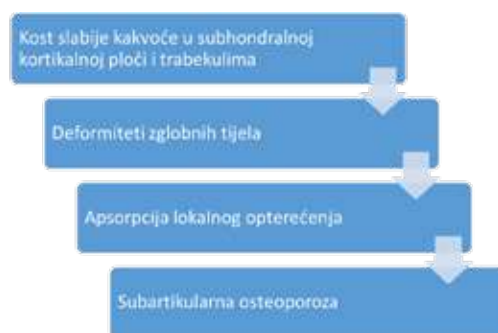 Kost slabije kakvoće u subhondralnoj
kortikalnoj ploči i trabekulima
Deformiteti zglobnih tijela
Apsorpcija lokalnog opterećenja
Subartikularna osteoporoza